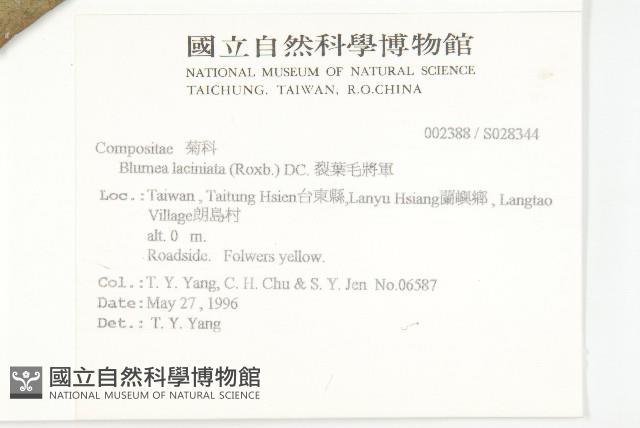 國立自然科學博物館
NATIONAL MUSEUM OF NATURAL SCIENCE
TAICHUNG, TAIWAN, R.O.CHINA
002388 / S028344
Compositae 菊科
Blumea laciniata (Roxb.) DC. 裂葉毛將軍
Loc.: Taiwan , Taitung Hsien台東縣,Lanyu Hsiang蘭嶼鄉 , Langtao
Village朗島村
alt. 0 m.
Roadside. Folwers yellow.
Col.: T. Y. Yang, C. H. Chu & S. Y. Jen No.06587
Date: May 27 , 1996
Det.: T. Y. Yang
國立自然科學博物館
NATIONAL MUSEUM OF NATURAL SCIENCE